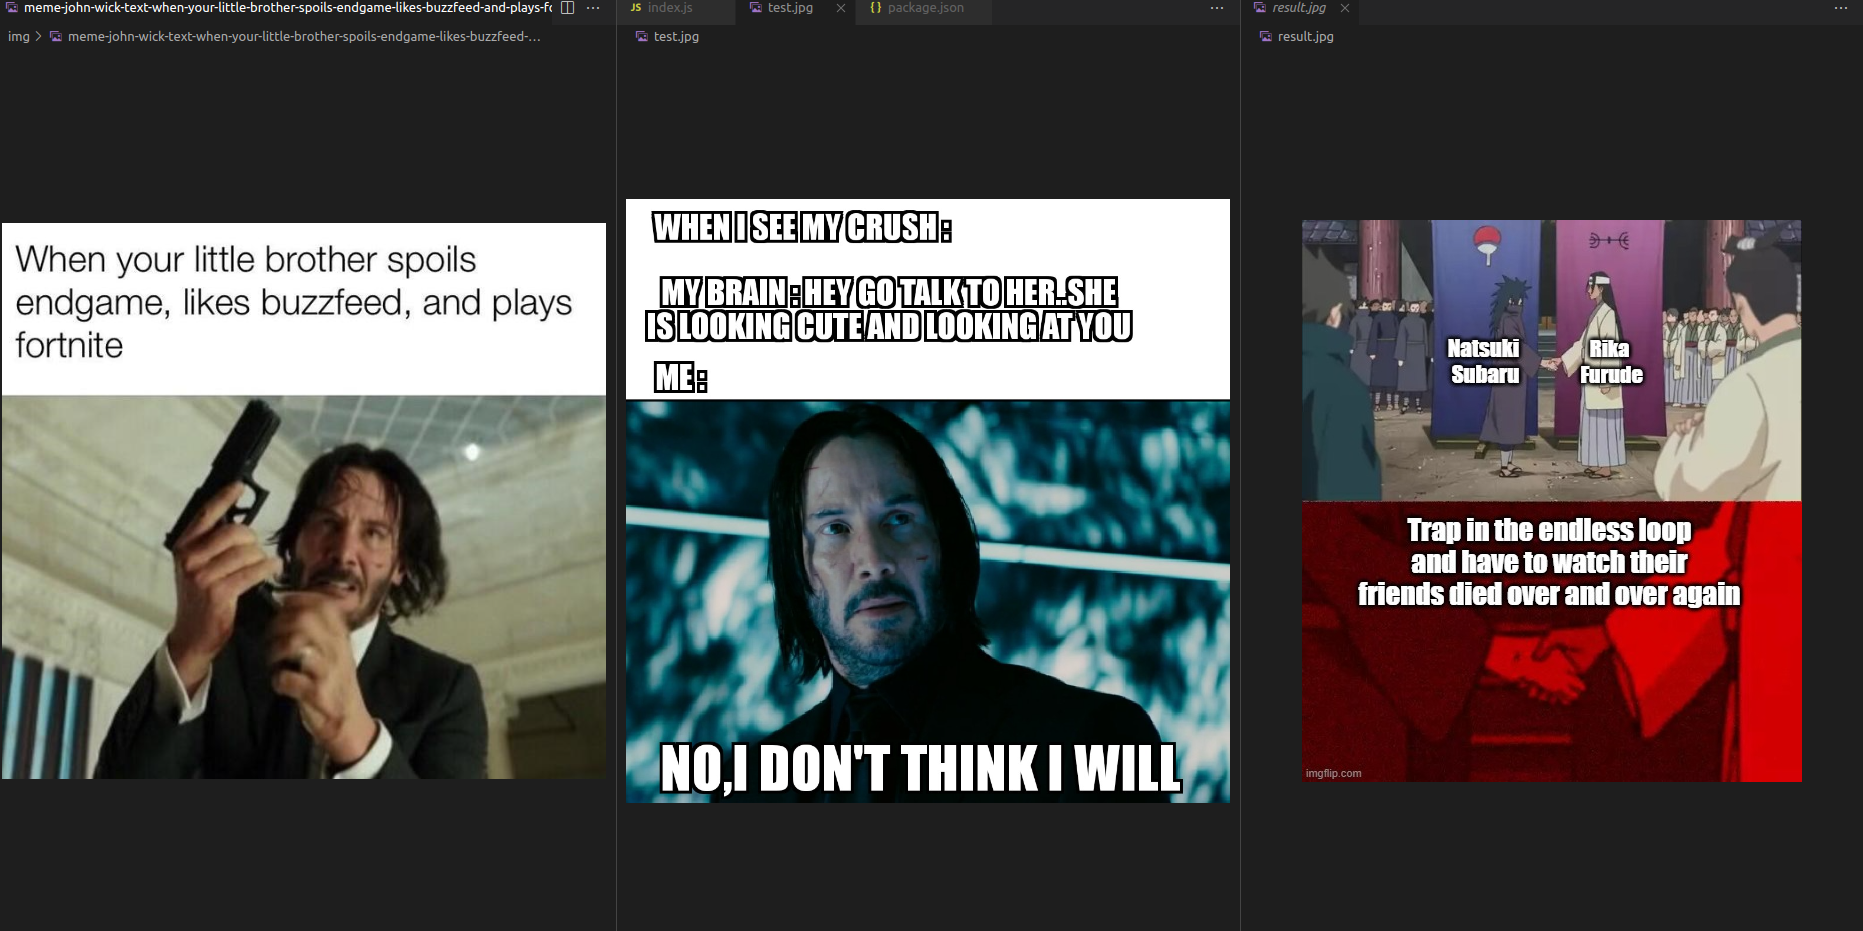 meme-john-wick-text-when-your-little-brother-spoils-endgame-likes-buzzfeed-and-plays-fo
img > meme-john-wick-text-when-your-little-brother-spoils-endgame-likes-buzzfeed-...
When your little brother spoils
endgame, likes buzzfeed, and plays
fortnite
JS index.js
test.jpg
{} package.json
test.jpg
WHEN I SEE MY CRUSH :
MY BRAIN : HEY GO TALK TO HER..SHE
IS LOOKING CUTE AND LOOKING AT YOU
ME :
NO,I DON'T THINK I WILL
result.jpg
result.jpg
Natsuki
Subaru
Rika
Furude
Trap in the endless loop
and have to watch their
friends died over and over again
imgflip.com